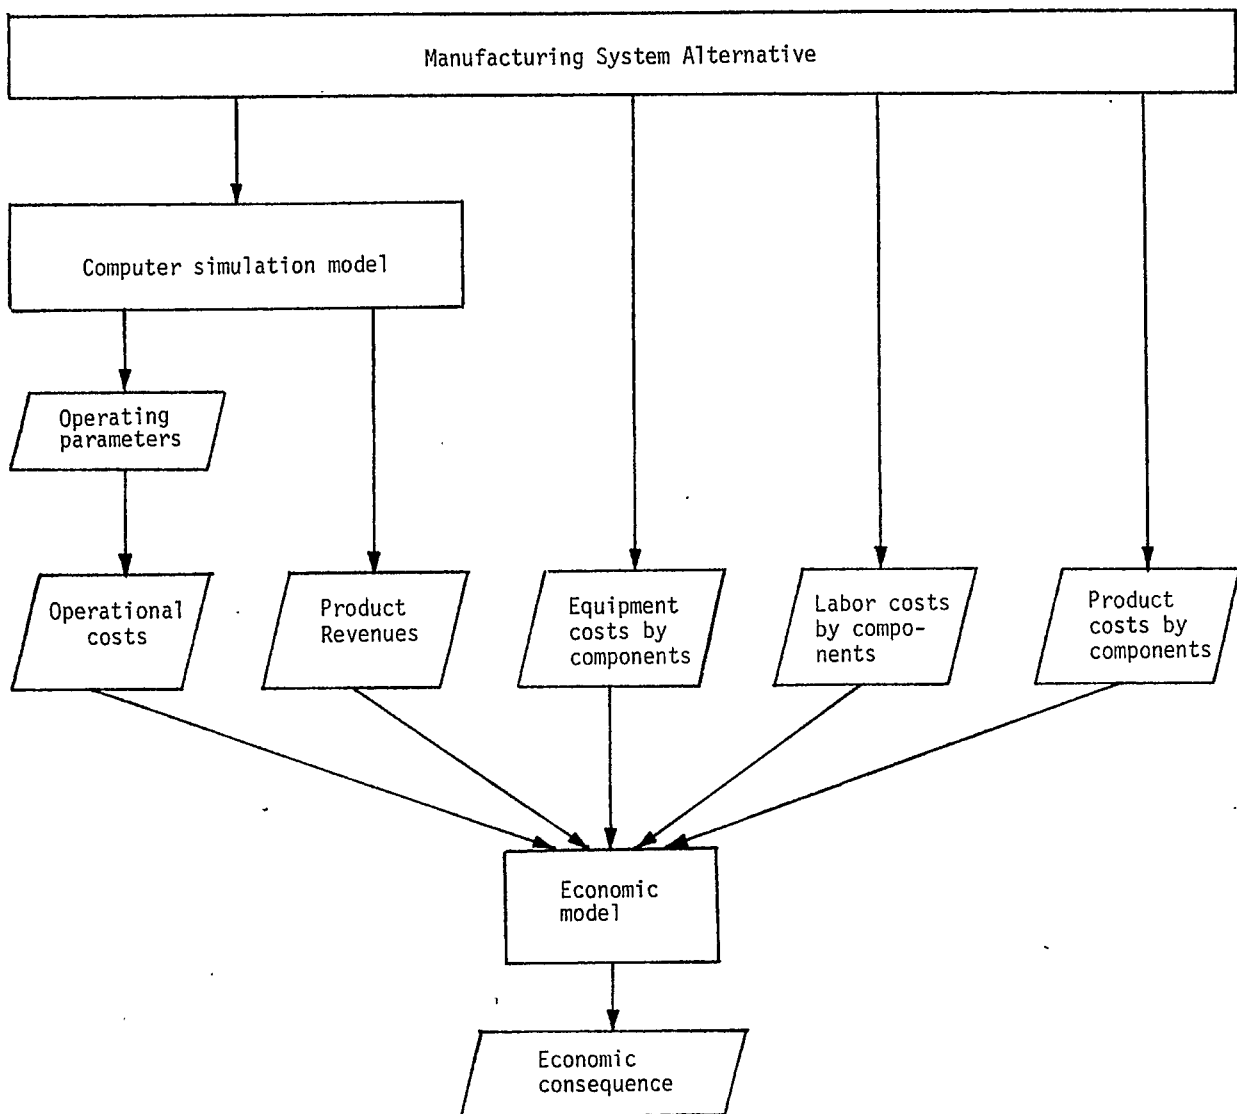 Manufacturing System Alternative
Computer simulation model
Operating
parameters
Operational
costs
Product
Revenues
Equipment
costs by
components
Labor costs
by compo-
nents
Product
costs by
components
Economic
model
Economic
consequence